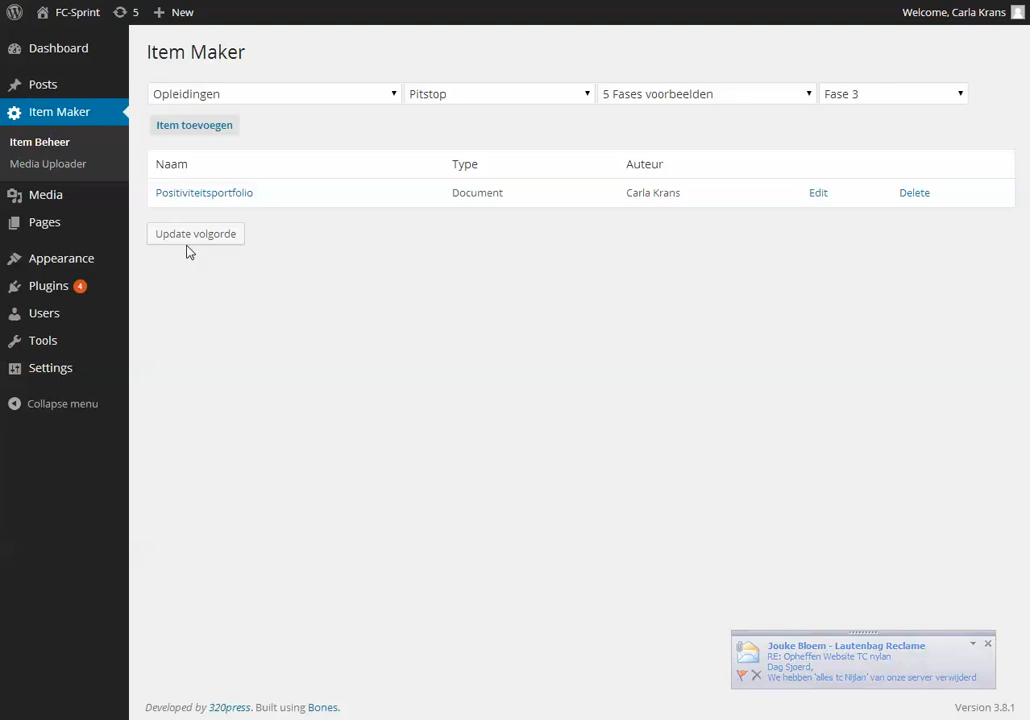 FC-Sprint 5 New Welcome, Carla Krans
Dashboard
Posts
Item Maker
Item Beheer
Media Uploader
Media
Pages
Appearance
Plugins 4
Users
Tools
Settings
Collapse menu
Item Maker
Opleidingen Pitstop 5 Fases voorbeelden Fase 3
Item toevoegen
Naam Type Auteur
Positiviteitsportfolio Document Carla Krans Edit Delete
Update volgorde
Jouke Bloem - Lautenbag Reclame
RE: Opheffen Website TC nylan
Dag Sjoerd,
We hebben 'alles tc Nijlan' van onze server verwijderd
Developed by 320press. Built using Bones. Version 3.8.1